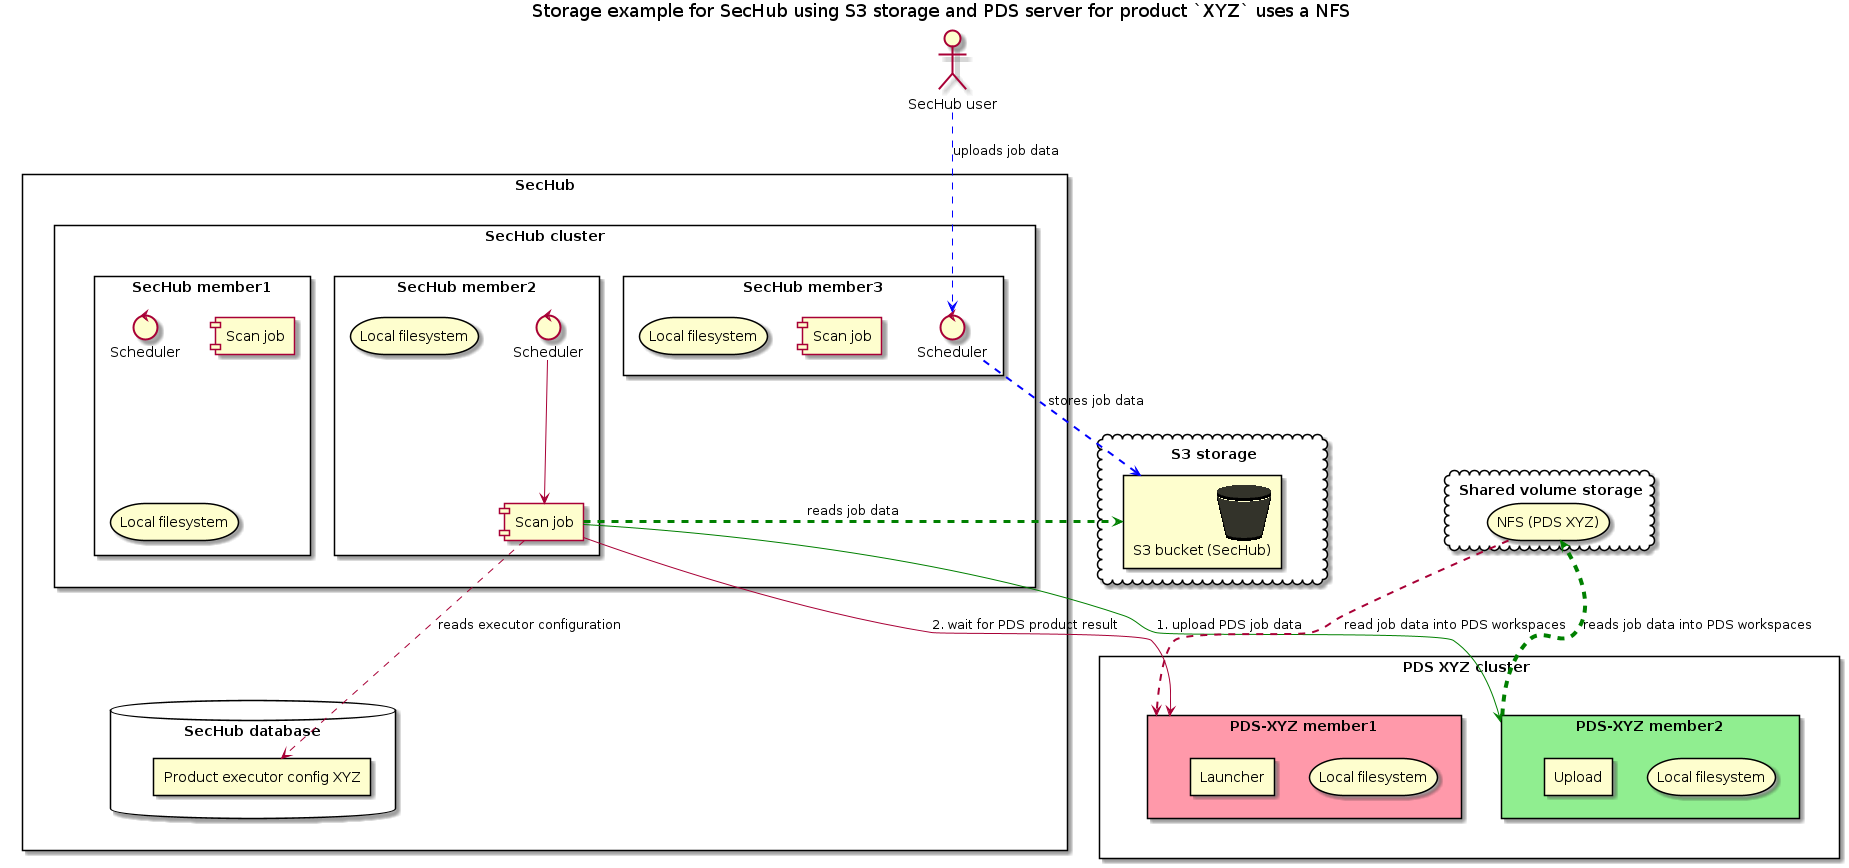 Storage example for SecHub using S3 storage and PDS server for product `XYZ` uses a NFS
SecHub user
uploads job data
SecHub
SecHub cluster
SecHub member1
SecHub member2
SecHub member3
Scheduler
Scan job
Local filesystem
Scheduler
Local filesystem
Scan job
Scheduler
stores job data
S3 storage
S3 bucket (SecHub)
Shared volume storage
NFS (PDS XYZ)
Local filesystem
Scan job
reads job data
reads executor configuration
2. wait for PDS product result
1. upload PDS job data
read job data into PDS workspaces
reads job data into PDS workspaces
PDS XYZ cluster
SecHub database
Product executor config XYZ
PDS-XYZ member1
Launcher
Local filesystem
PDS-XYZ member2
Upload
Local filesystem